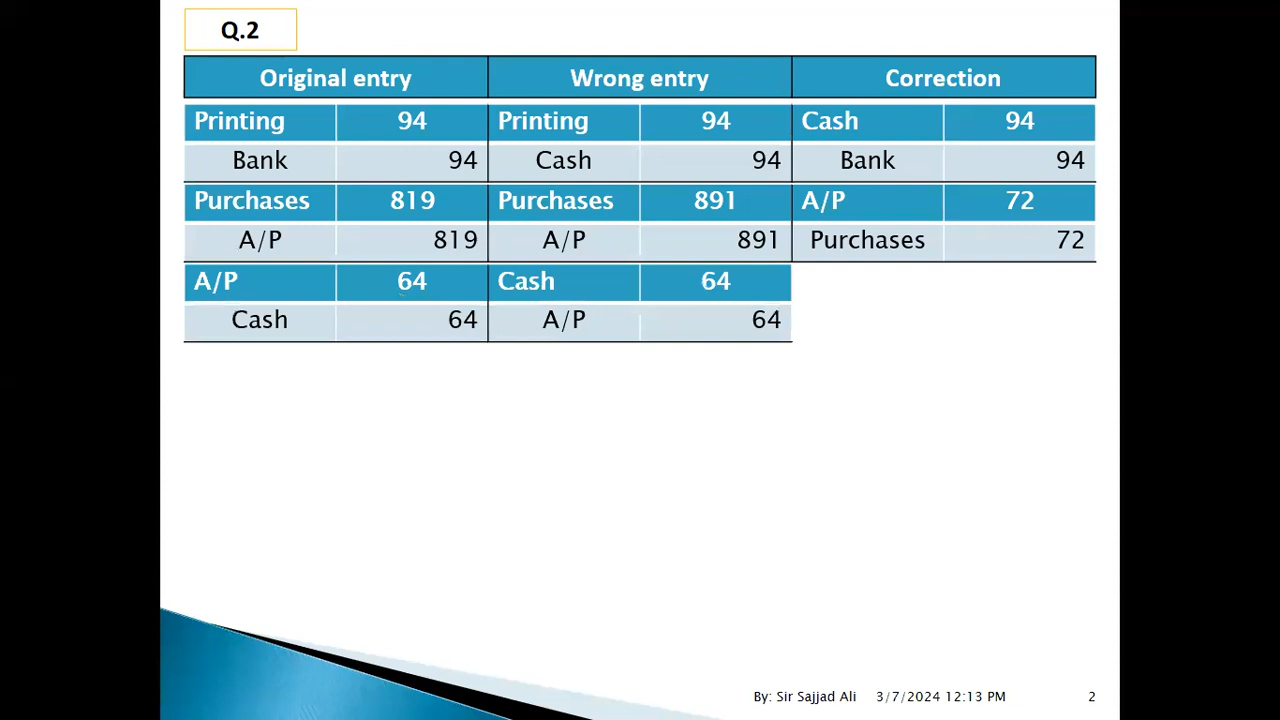 Q.2
Original entry Wrong entry Correction
Printing 94 Printing 94 Cash 94
Bank 94 Cash 94 Bank 94
Purchases 819 Purchases 891 A/P 72
A/P 819 A/P 891 Purchases 72
A/P 64 Cash 64
Cash 64 A/P 64
By: Sir Sajjad Ali 3/7/2024 12:13 PM 2